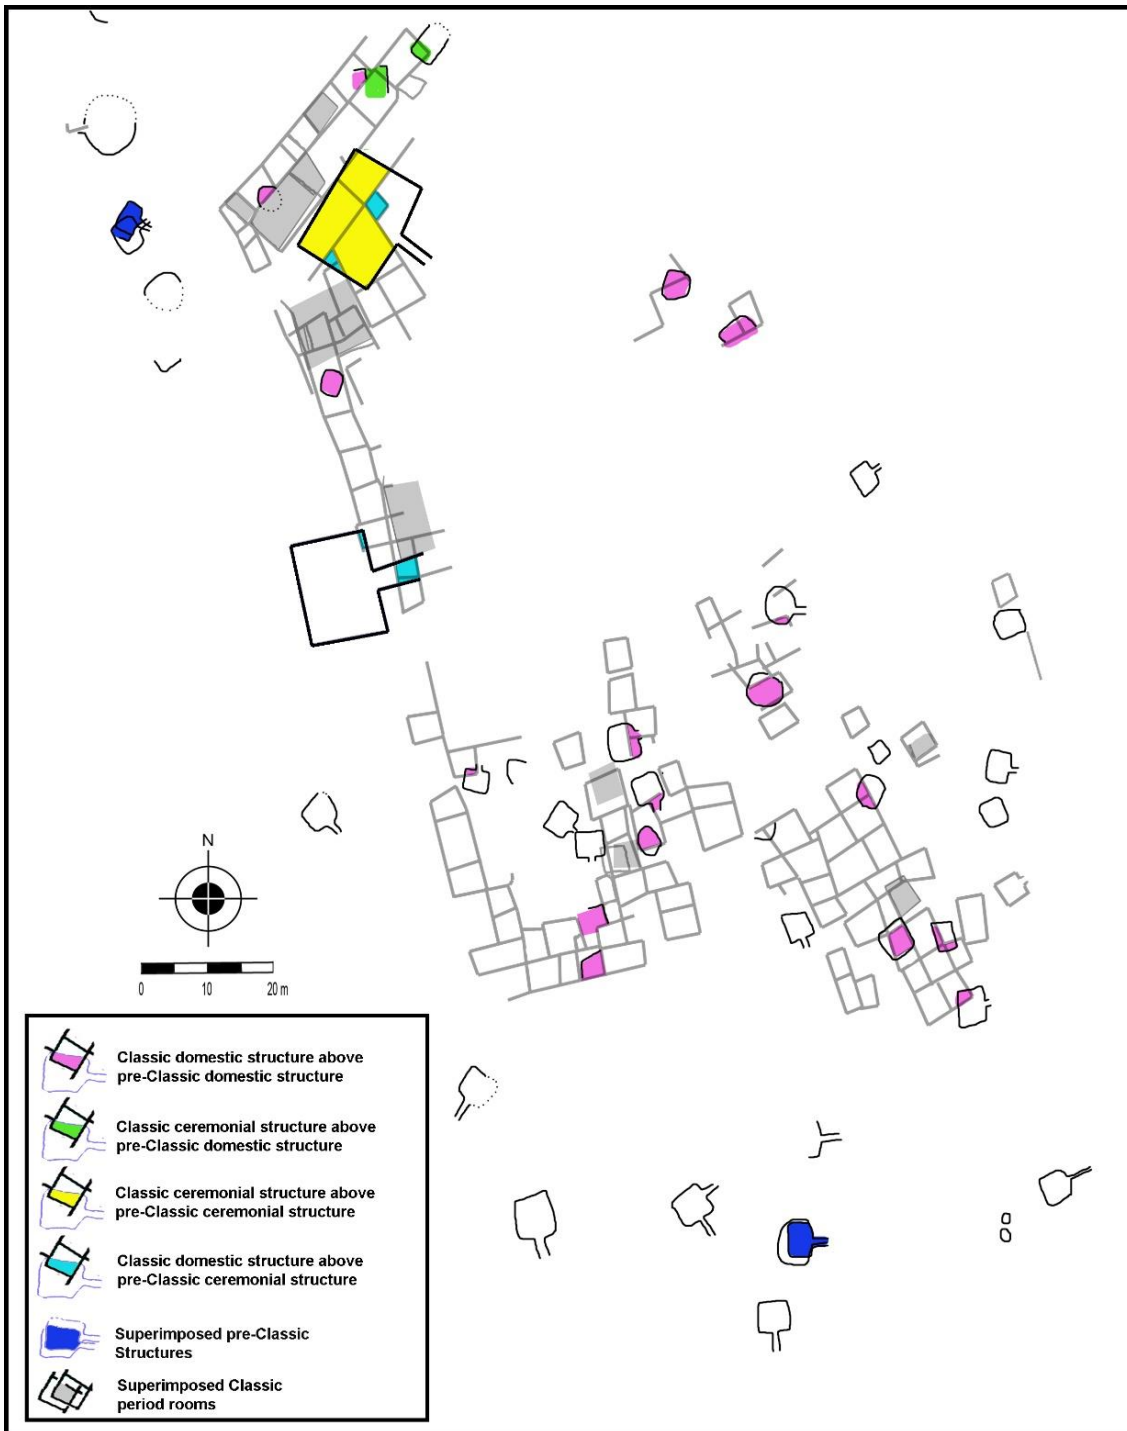 N
0 10 20 m
Classic domestic structure above
pre-Classic domestic structure
Classic ceremonial structure above
pre-Classic domestic structure
Classic ceremonial structure above
pre-Classic ceremonial structure
Classic domestic structure above
pre-Classic ceremonial structure
Superimposed pre-Classic
Structures
Superimposed Classic
period rooms